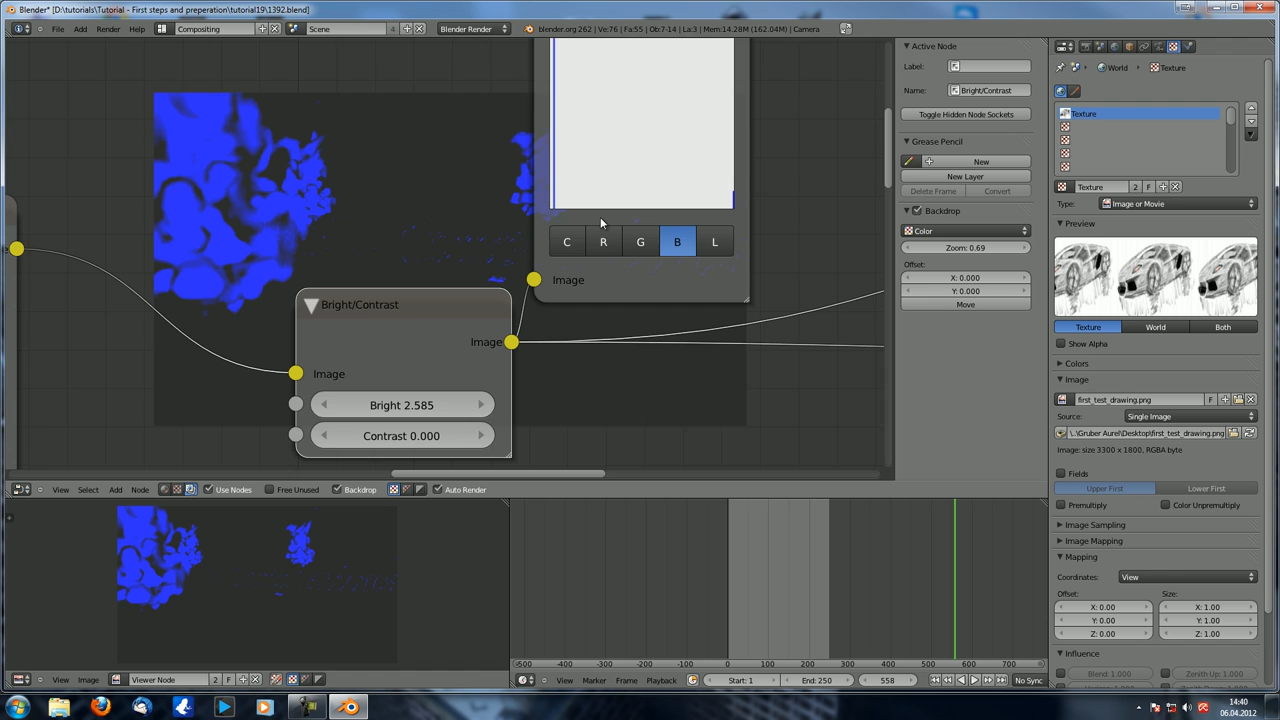 Blender* [D:\tutorials\Tutorial - First steps and preperation\tutorial19\1392.blend]
File Add Render Help Compositing Scene 4 Blender Render blender.org 262 | Ve:76 | Fa:55 | Ob:7-14 | La:3 | Mem:14.28M (162.04M) | Camera
C R G B L
Image
Bright/Contrast
Image
Image
Bright 2.585
Contrast 0.000
View Select Add Node Use Nodes Free Unused Backdrop Auto Render
Active Node
Label:
Name: Bright/Contrast
Toggle Hidden Node Sockets
Grease Pencil
New
New Layer
Delete Frame Convert
Backdrop
Color
Zoom: 0.69
Offset:
X: 0.000
Y: 0.000
Move
World Texture
Texture
Texture 2 F
Type: Image or Movie
Preview
Texture World Both
Show Alpha
Colors
Image
first_test_drawing.png F
Source: Single Image
\..\Gruber Aurel\Desktop\first_test_drawing.png
Image: size 3300 x 1800, RGBA byte
Fields
Upper First Lower First
Premultiply Color Unpremultiply
Image Sampling
Image Mapping
Mapping
Coordinates: View
Offset: Size:
X: 0.00 X: 1.00
Y: 0.00 Y: 1.00
Z: 0.00 Z: 1.00
Influence
Blend: 1.000 Zenith Up: 1.000
-500 -400 -300 -200 -100 0 100 200 300 400 500 600 700
View Image Viewer Node 2 F
View Marker Frame Playback Start: 1 End: 250 558 No Sync
14:40
06.04.2012